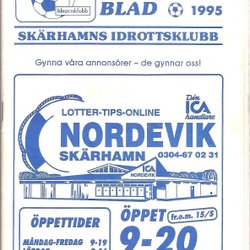 Idrottsklubb
BLAD 1995
SKÄRHAMNS IDROTTSKLUBB
Gynna våra annonsörer – de gynnar oss!
Din
ICA
handlare
LOTTER-TIPS-ONLINE
NORDEVIK
SKÄRHAMN 0304-67 02 31
ICA
NORDEVIK
ÖPPETTIDER
MÅNDAG-FREDAG 9-19
ÖPPET fr.o.m. 15/5
9-20